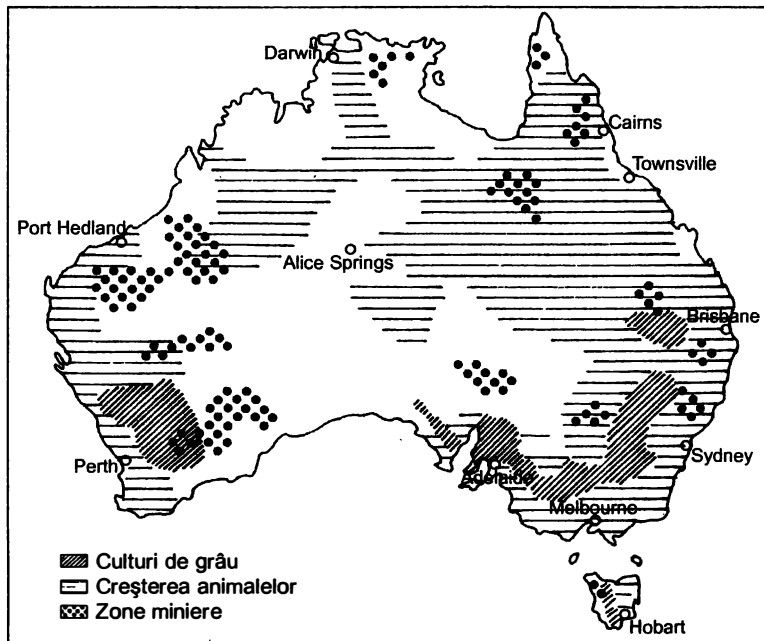 Darwin
Cairns
Townsville
Port Hedland
Alice Springs
Brisbane
Perth
Adelaide
Sydney
Melbourne
Culturi de grâu
Creşterea animalelor
Zone miniere
Hobart